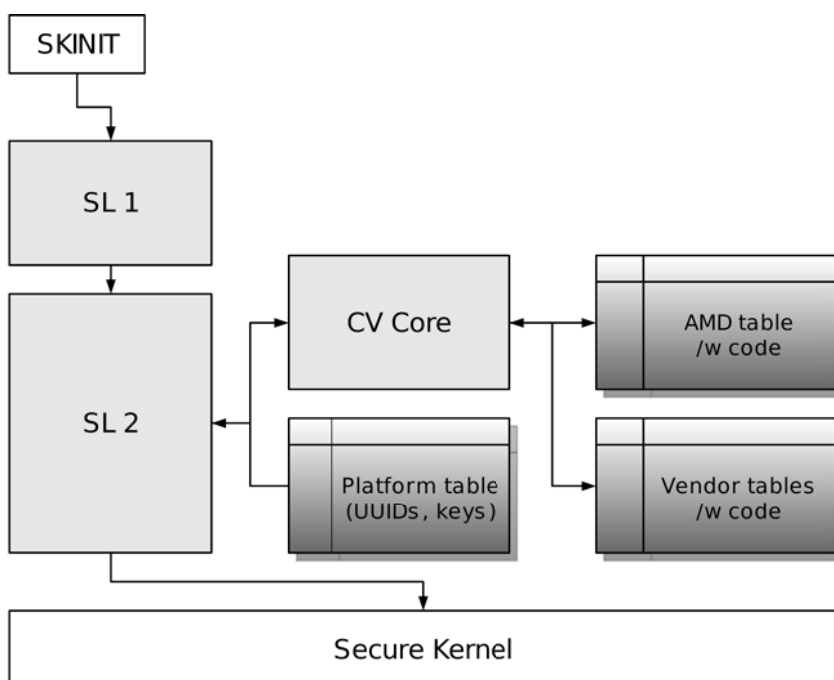 SKINIT
SL 1
SL 2
CV Core
AMD table
/w code
Platform table
(UUIDs, keys)
Vendor tables
/w code
Secure Kernel